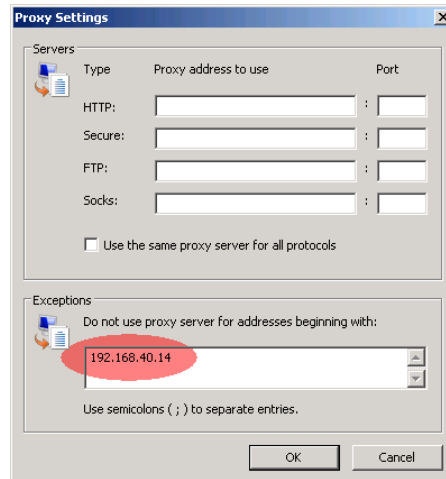 Proxy Settings
Servers
Type Proxy address to use Port
HTTP: :
Secure: :
FTP: :
Socks: :
Use the same proxy server for all protocols
Exceptions
Do not use proxy server for addresses beginning with:
192.168.40.14
Use semicolons ( ; ) to separate entries.
OK Cancel